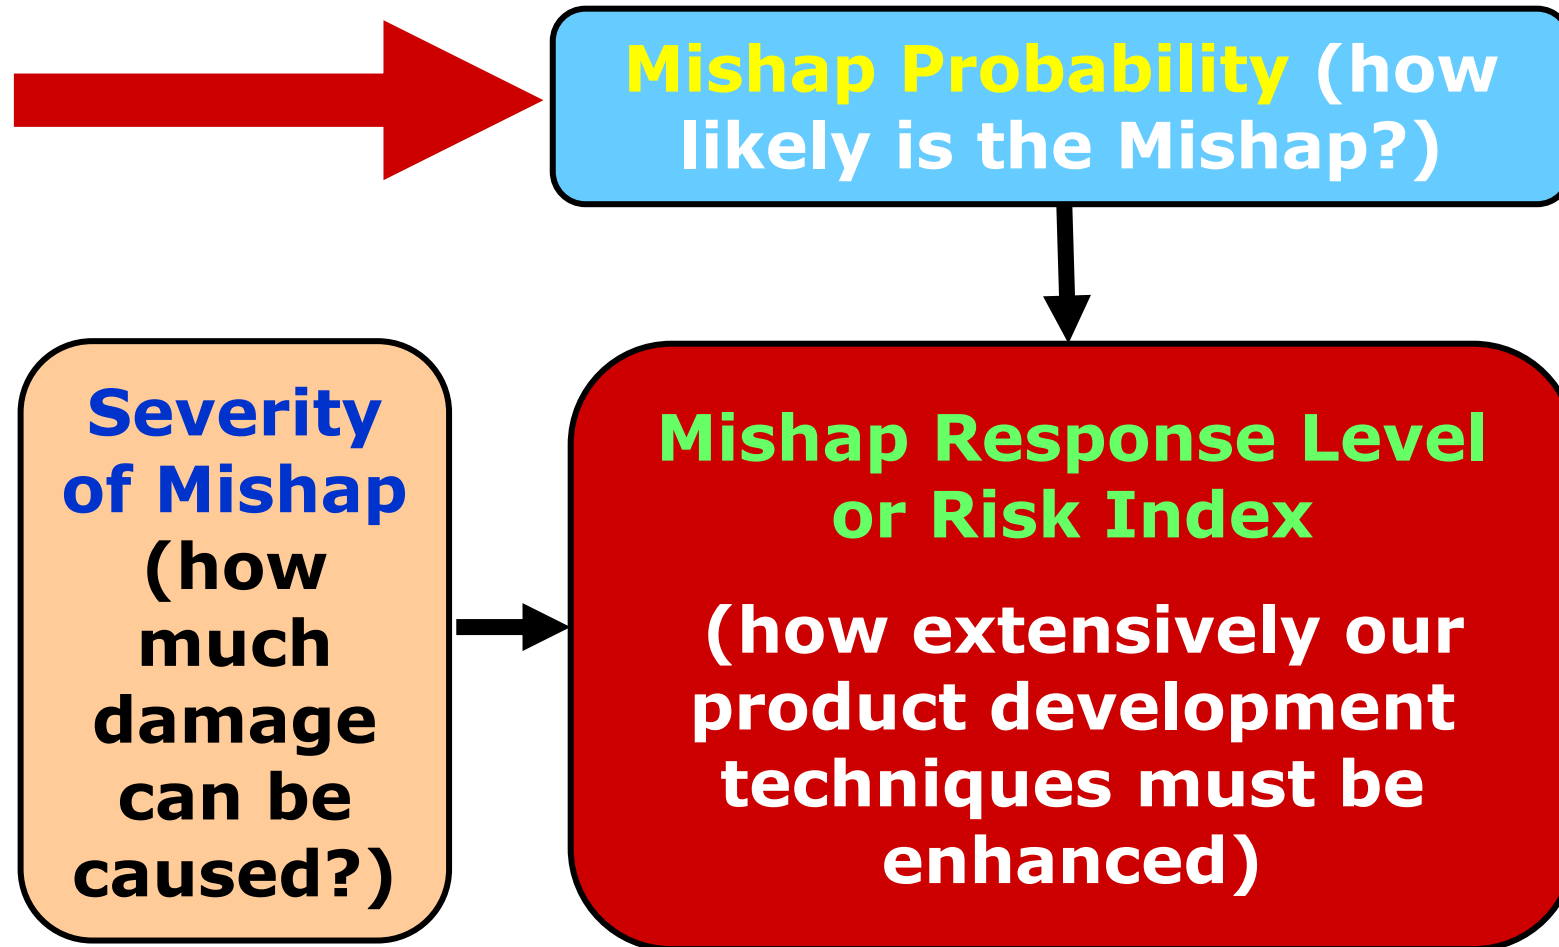 Mishap Probability (how
likely is the Mishap?)
Severity
of Mishap
(how
much
damage
can be
caused?)
Mishap Response Level
or Risk Index
(how extensively our
product development
techniques must be
enhanced)